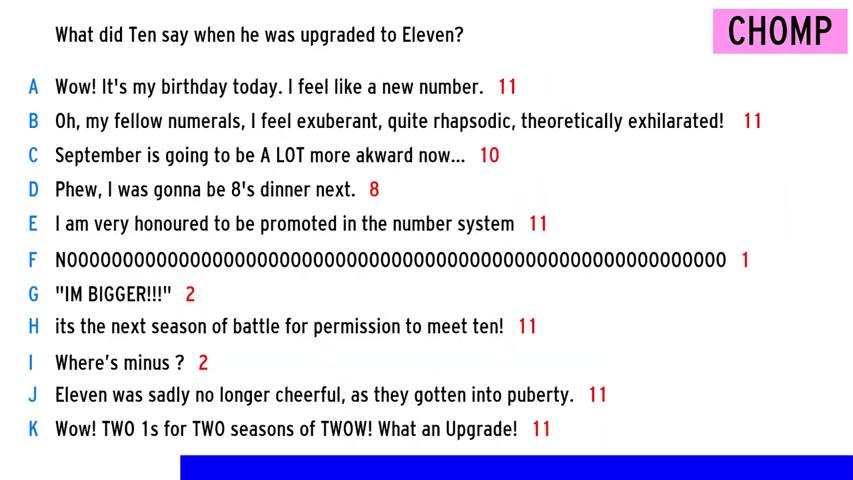 What did Ten say when he was upgraded to Eleven?
CHOMP
A Wow! It's my birthday today. I feel like a new number. 11
B Oh, my fellow numerals, I feel exuberant, quite rhapsodic, theoretically exhilarated! 11
C September is going to be A LOT more akward now... 10
D Phew, I was gonna be 8's dinner next. 8
E I am very honoured to be promoted in the number system 11
F NOOOOOOOOOOOOOOOOOOOOOOOOOOOOOOOOOOOOOOOOOOOOOOOOOOOOOOOOOOO 1
G "IM BIGGER!!!" 2
H its the next season of battle for permission to meet ten! 11
I Where's minus ? 2
J Eleven was sadly no longer cheerful, as they gotten into puberty. 11
K Wow! TWO 1s for TWO seasons of TWOW! What an Upgrade! 11